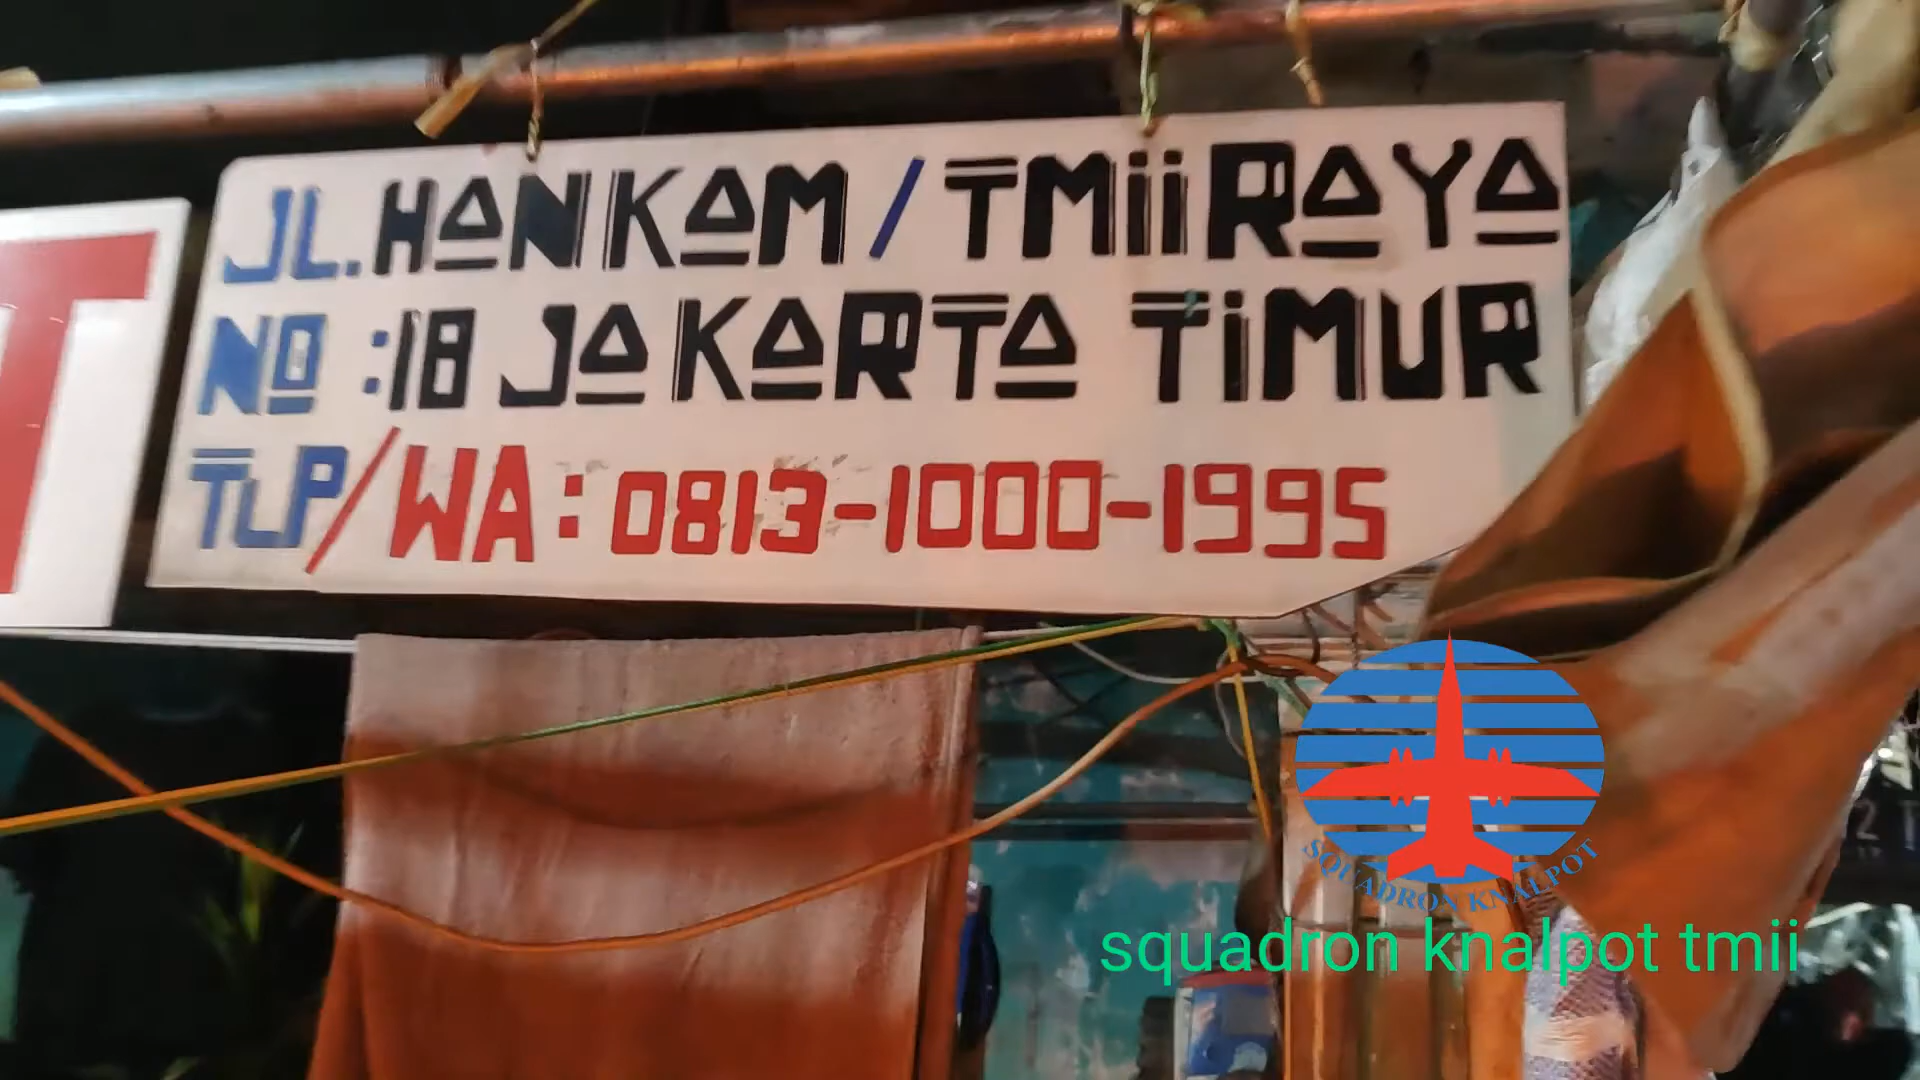 T
JL. HANKAM / TMii RAYA
NO : 18 JAKARTA TiMUR
TLP/WA : 0813-1000-1995
SQUADRON KNALPOT
squadron knalpot tmii